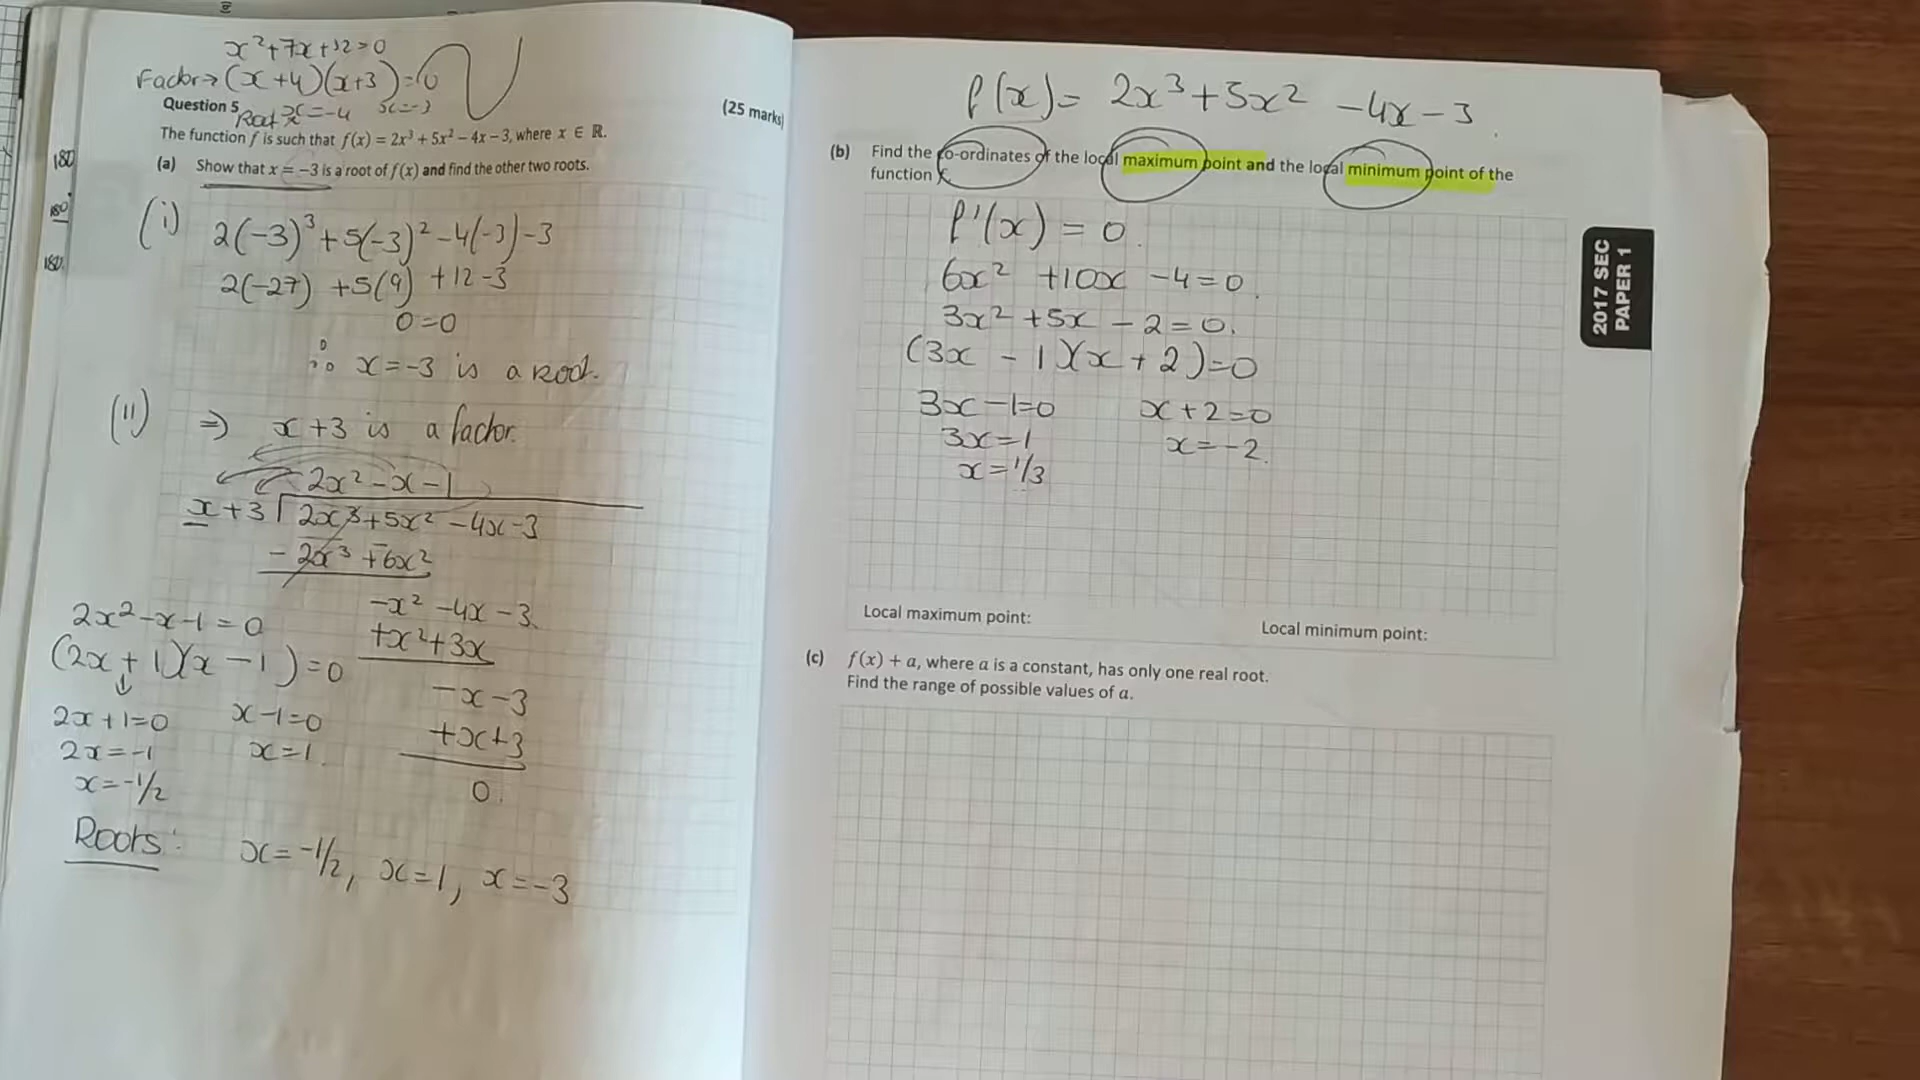 x²+7x+12=0
Factor→(x+4)(x+3)=0
Question 5
Root x=-4 x=-3
(25 marks)
The function f is such that f(x) = 2x³ + 5x² − 4x − 3, where x ∈ ℝ.
(a) Show that x = −3 is a root of f(x) and find the other two roots.
180
180
180
(i) 2(-3)³+5(-3)²-4(-3)-3
2(-27) +5(9) +12-3
0=0
∴ x=-3 is a root.
(ii) ⇒ x+3 is a factor.
2x²-x-1
x+3 2x³+5x²-4x-3
-2x³+6x²
-x²-4x-3
+x²+3x
-x-3
+x+3
0.
2x²-x-1=0
(2x+1)(x-1)=0
2x+1=0 x-1=0
2x=-1 x=1.
x=-1/2
Roots: x=-1/2, x=1, x=-3
f(x)= 2x³+5x² -4x-3
(b) Find the co-ordinates of the local maximum point and the local minimum point of the
function f.
f'(x)=0.
6x² +10x -4=0.
3x²+5x-2=0.
(3x-1)(x+2)=0
3x-1=0 x+2=0
3x=1 x=-2.
x=1/3
Local maximum point: Local minimum point:
(c) f(x) + a, where a is a constant, has only one real root.
Find the range of possible values of a.
2017 SEC
PAPER 1